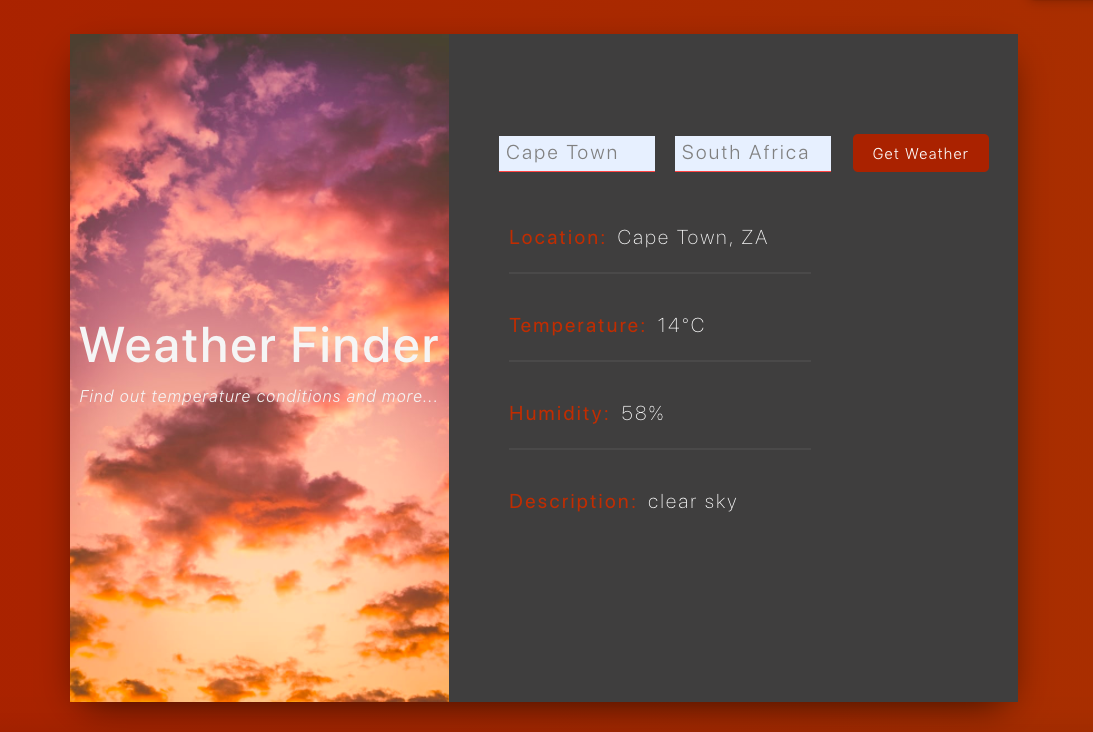 Weather Finder
Find out temperature conditions and more...
Cape Town South Africa Get Weather
Location: Cape Town, ZA
Temperature: 14°C
Humidity: 58%
Description: clear sky